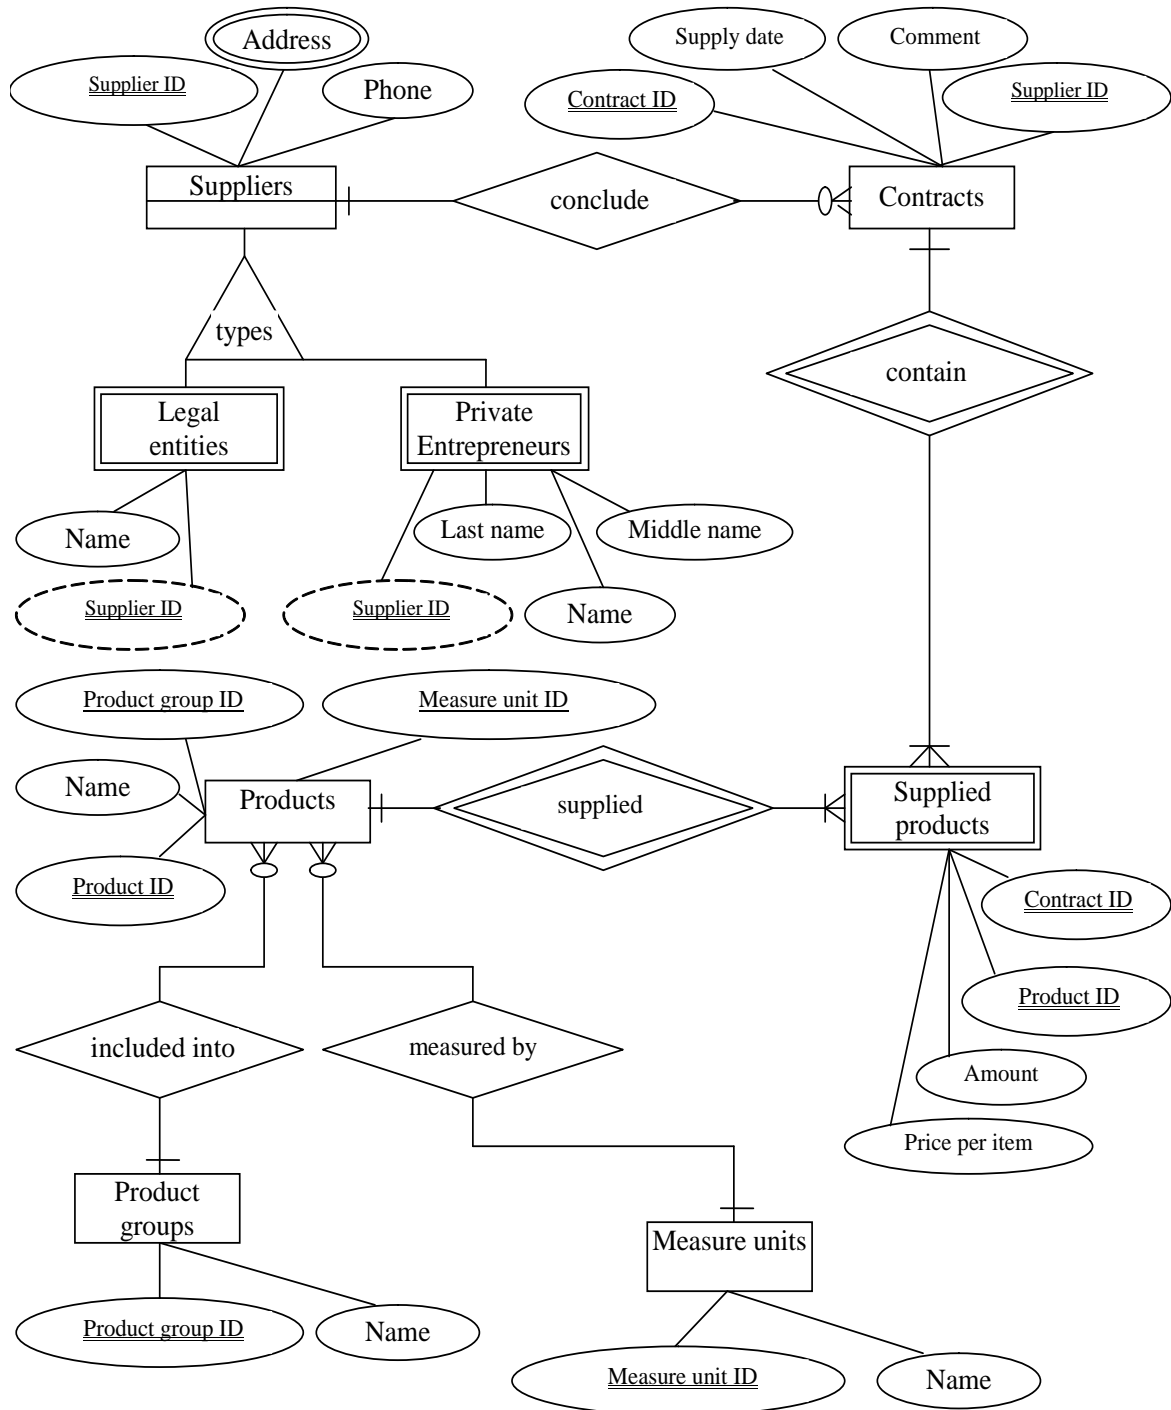 Address
Supply date
Comment
Supplier ID
Phone
Contract ID
Supplier ID
Suppliers
conclude
Contracts
types
contain
Legal
entities
Private
Entrepreneurs
Name
Last name
Middle name
Supplier ID
Supplier ID
Name
Product group ID
Measure unit ID
Name
Products
supplied
Supplied
products
Product ID
Contract ID
Product ID
included into
measured by
Amount
Price per item
Product
groups
Measure units
Product group ID
Name
Measure unit ID
Name